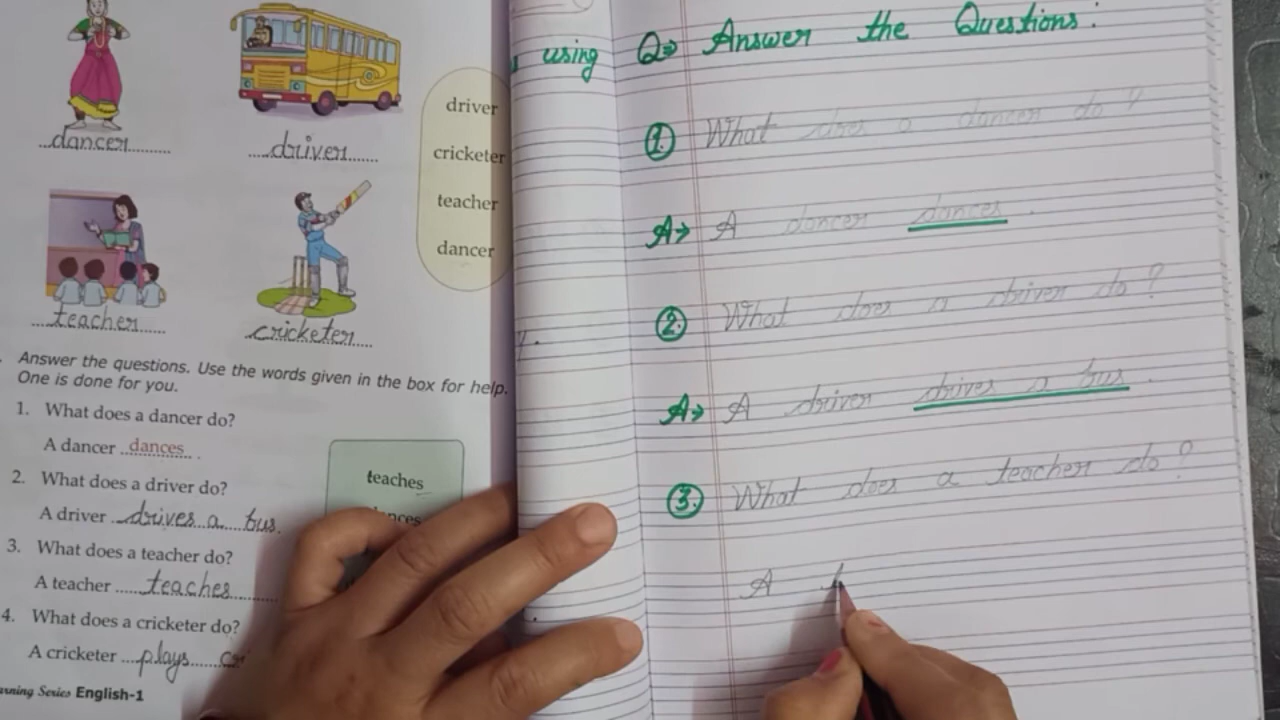 dancer
driver
teacher
cricketer
driver
cricketer
teacher
dancer
Answer the questions. Use the words given in the box for help.
One is done for you.
1. What does a dancer do?
A dancer dances.
2. What does a driver do?
A driver drives a bus.
3. What does a teacher do?
A teacher teaches
4. What does a cricketer do?
A cricketer plays
teaches
English-1
using
Q⇒ Answer the Questions:
1. What does a dancer do?
A→ A dancer dances.
2. What does a driver do?
A→ A driver drives a bus.
3. What does a teacher do?
A